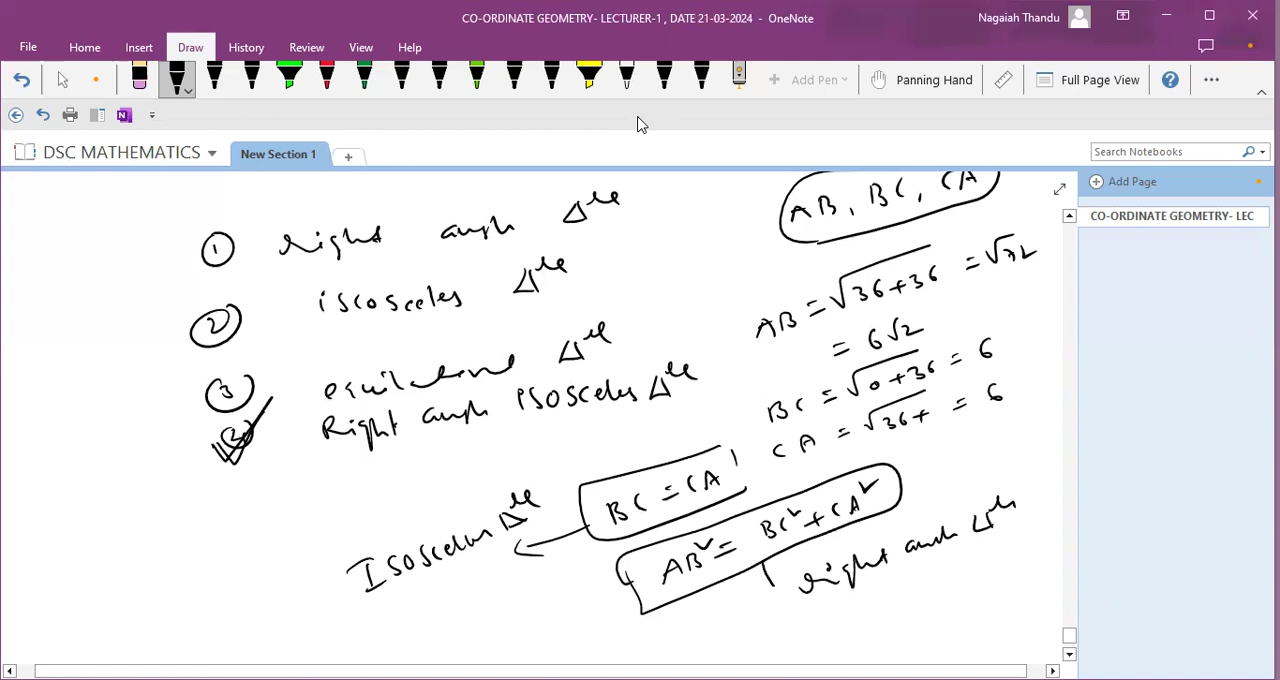 CO-ORDINATE GEOMETRY- LECTURER-1 , DATE 21-03-2024 - OneNote
Nagaiah Thandu
File Home Insert Draw History Review View Help
Add Pen
Panning Hand
Full Page View
DSC MATHEMATICS
New Section 1
Search Notebooks
Add Page
CO-ORDINATE GEOMETRY- LEC
AB, BC, CA
① Right angle Δle
② iscosceles Δle
③ equilateral Δle
Right angle isosceles Δle
AB = √36+36 = √72
= 6√2
BC = √0+36 = 6
CA = √36+ = 6
BC = CA
Isosceles Δle
AB² = BC² + CA²
right angle Δle